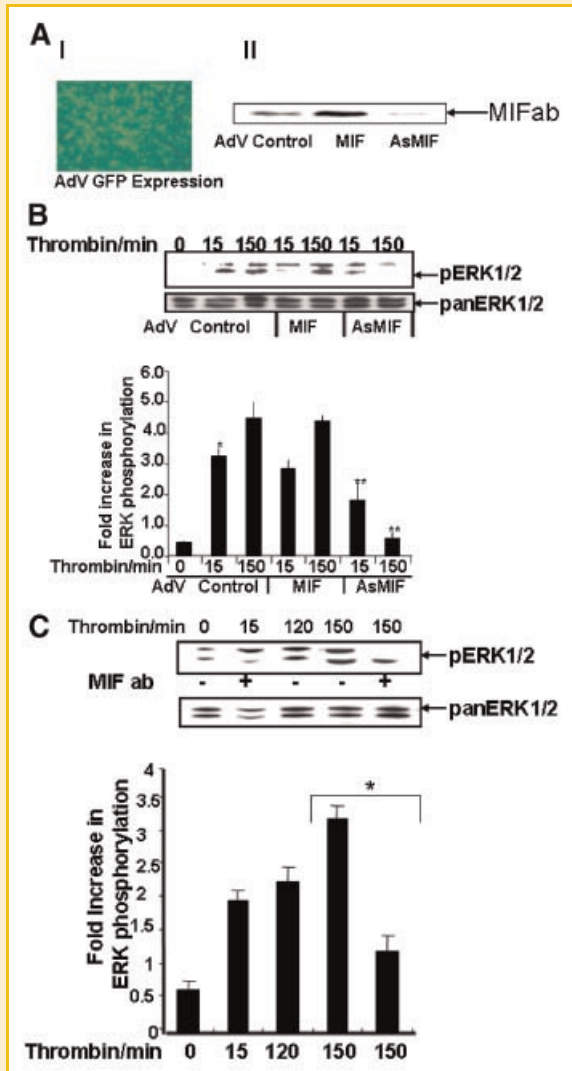 A
I
II
AdV GFP Expression
MIFab
AdV Control MIF AsMIF
B
Thrombin/min 0 15 150 15 150 15 150
pERK1/2
panERK1/2
AdV Control MIF AsMIF
Fold increase in
ERK phosphorylation
6.0
5.0
4.0
3.0
2.0
1.0
0.0
*
**
**
Thrombin/min 0 15 150 15 150 15 150
AdV Control MIF AsMIF
C
Thrombin/min 0 15 120 150 150
pERK1/2
MIF ab - + - - +
panERK1/2
Fold Increase in
ERK phosphorylation
4
3.5
3
2.5
2
1.5
1
0.5
0
*
Thrombin/min 0 15 120 150 150